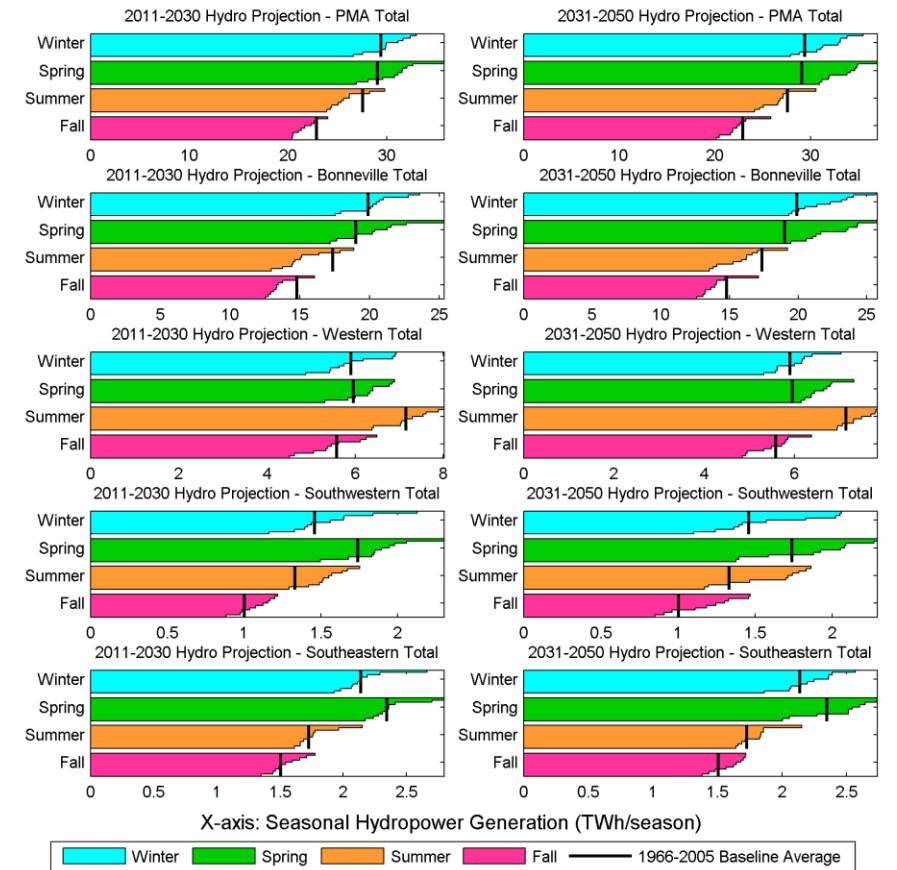 2011-2030 Hydro Projection - PMA Total
Winter
Spring
Summer
Fall
0 10 20 30
2031-2050 Hydro Projection - PMA Total
Winter
Spring
Summer
Fall
0 10 20 30
2011-2030 Hydro Projection - Bonneville Total
Winter
Spring
Summer
Fall
0 5 10 15 20 25
2031-2050 Hydro Projection - Bonneville Total
Winter
Spring
Summer
Fall
0 5 10 15 20 25
2011-2030 Hydro Projection - Western Total
Winter
Spring
Summer
Fall
0 2 4 6 8
2031-2050 Hydro Projection - Western Total
Winter
Spring
Summer
Fall
0 2 4 6
2011-2030 Hydro Projection - Southwestern Total
Winter
Spring
Summer
Fall
0 0.5 1 1.5 2
2031-2050 Hydro Projection - Southwestern Total
Winter
Spring
Summer
Fall
0 0.5 1 1.5 2
2011-2030 Hydro Projection - Southeastern Total
Winter
Spring
Summer
Fall
0 0.5 1 1.5 2 2.5
2031-2050 Hydro Projection - Southeastern Total
Winter
Spring
Summer
Fall
0 0.5 1 1.5 2 2.5
X-axis: Seasonal Hydropower Generation (TWh/season)
Winter Spring Summer Fall 1966-2005 Baseline Average